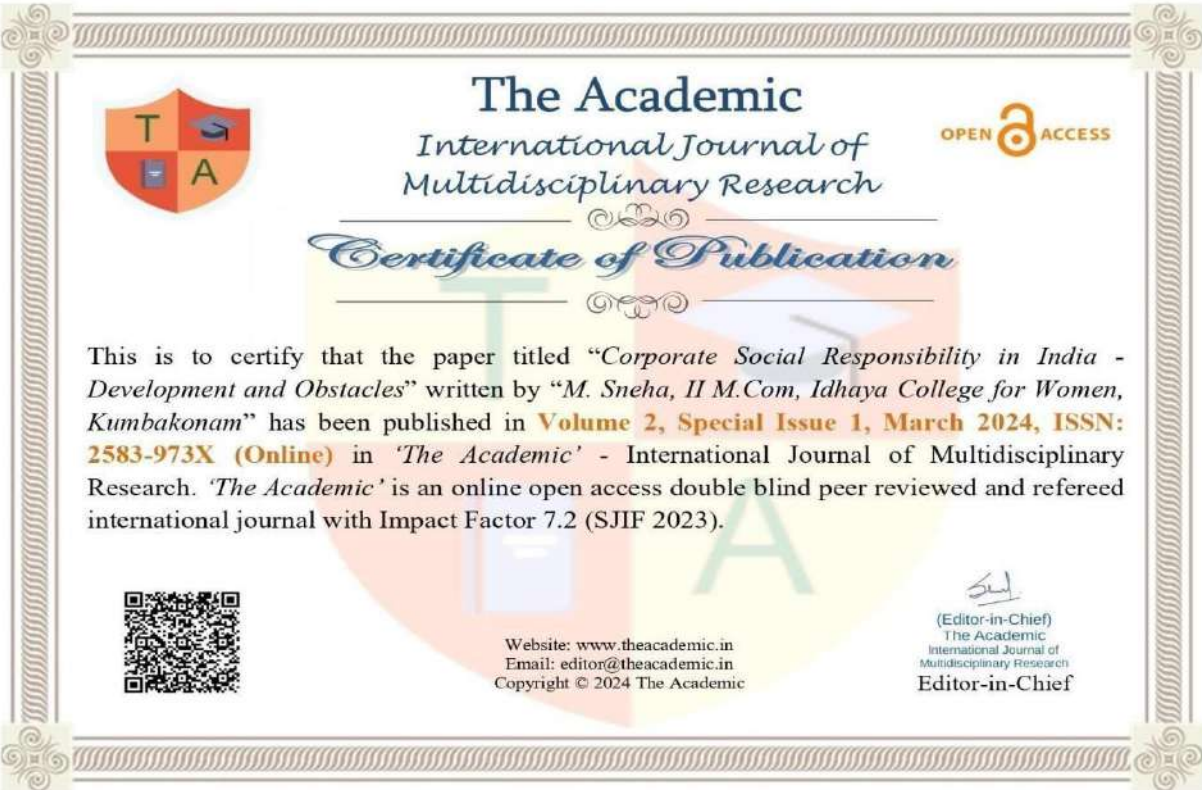 T
A
The Academic
International Journal of
Multidisciplinary Research
OPEN ACCESS
Certificate of Publication
This is to certify that the paper titled “Corporate Social Responsibility in India -
Development and Obstacles” written by “M. Sneha, II M.Com, Idhaya College for Women,
Kumbakonam” has been published in Volume 2, Special Issue 1, March 2024, ISSN:
2583-973X (Online) in ‘The Academic’ - International Journal of Multidisciplinary
Research. ‘The Academic’ is an online open access double blind peer reviewed and refereed
international journal with Impact Factor 7.2 (SJIF 2023).
T
A
Website: www.theacademic.in
Email: editor@theacademic.in
Copyright © 2024 The Academic
(Editor-in-Chief)
The Academic
International Journal of
Multidisciplinary Research
Editor-in-Chief